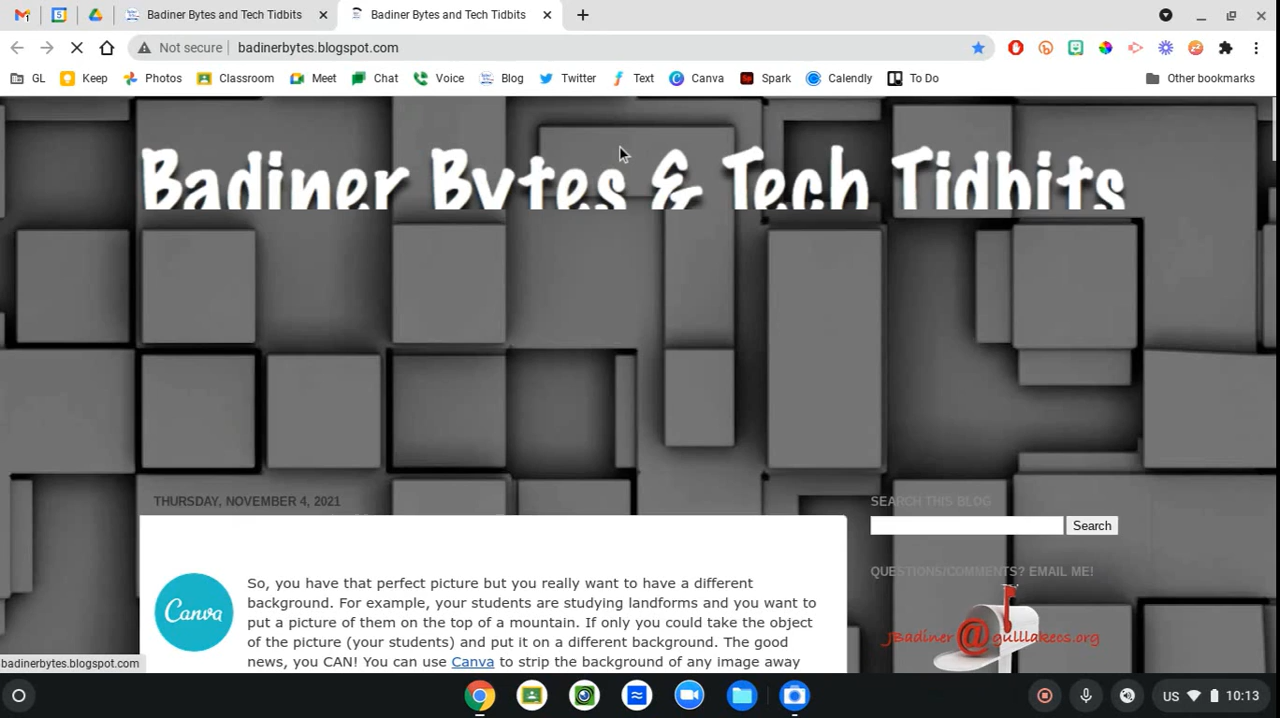 Badiner Bytes and Tech Tidbits
Badiner Bytes and Tech Tidbits
Not secure badinerbytes.blogspot.com
GL Keep Photos Classroom Meet Chat Voice Blog Twitter Text Canva Spark Calendly To Do Other bookmarks
Badiner Bytes & Tech Tidbits
THURSDAY, NOVEMBER 4, 2021
SEARCH THIS BLOG
Search
QUESTIONS/COMMENTS? EMAIL ME!
Canva
So, you have that perfect picture but you really want to have a different
background. For example, your students are studying landforms and you want to
put a picture of them on the top of a mountain. If only you could take the object
of the picture (your students) and put it on a different background. The good
news, you CAN! You can use Canva to strip the background of any image away
JBadiner@gulllakecs.org
badinerbytes.blogspot.com
US 10:13